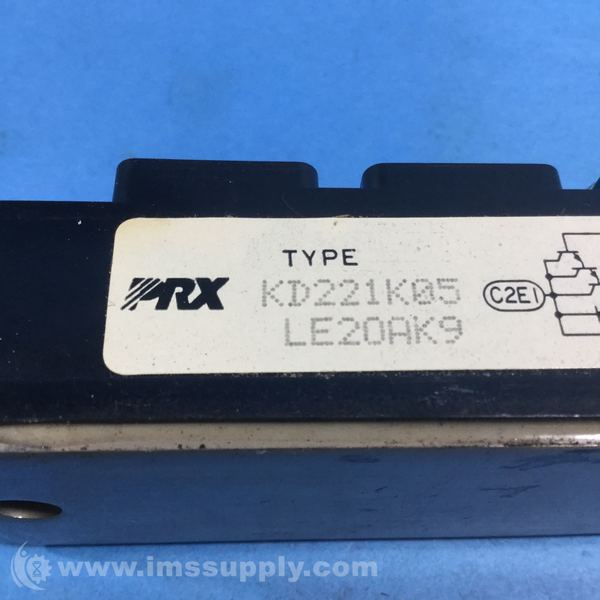 TYPE
PRX KD221K05
LE20AK9
C2E1
www.imssupply.com